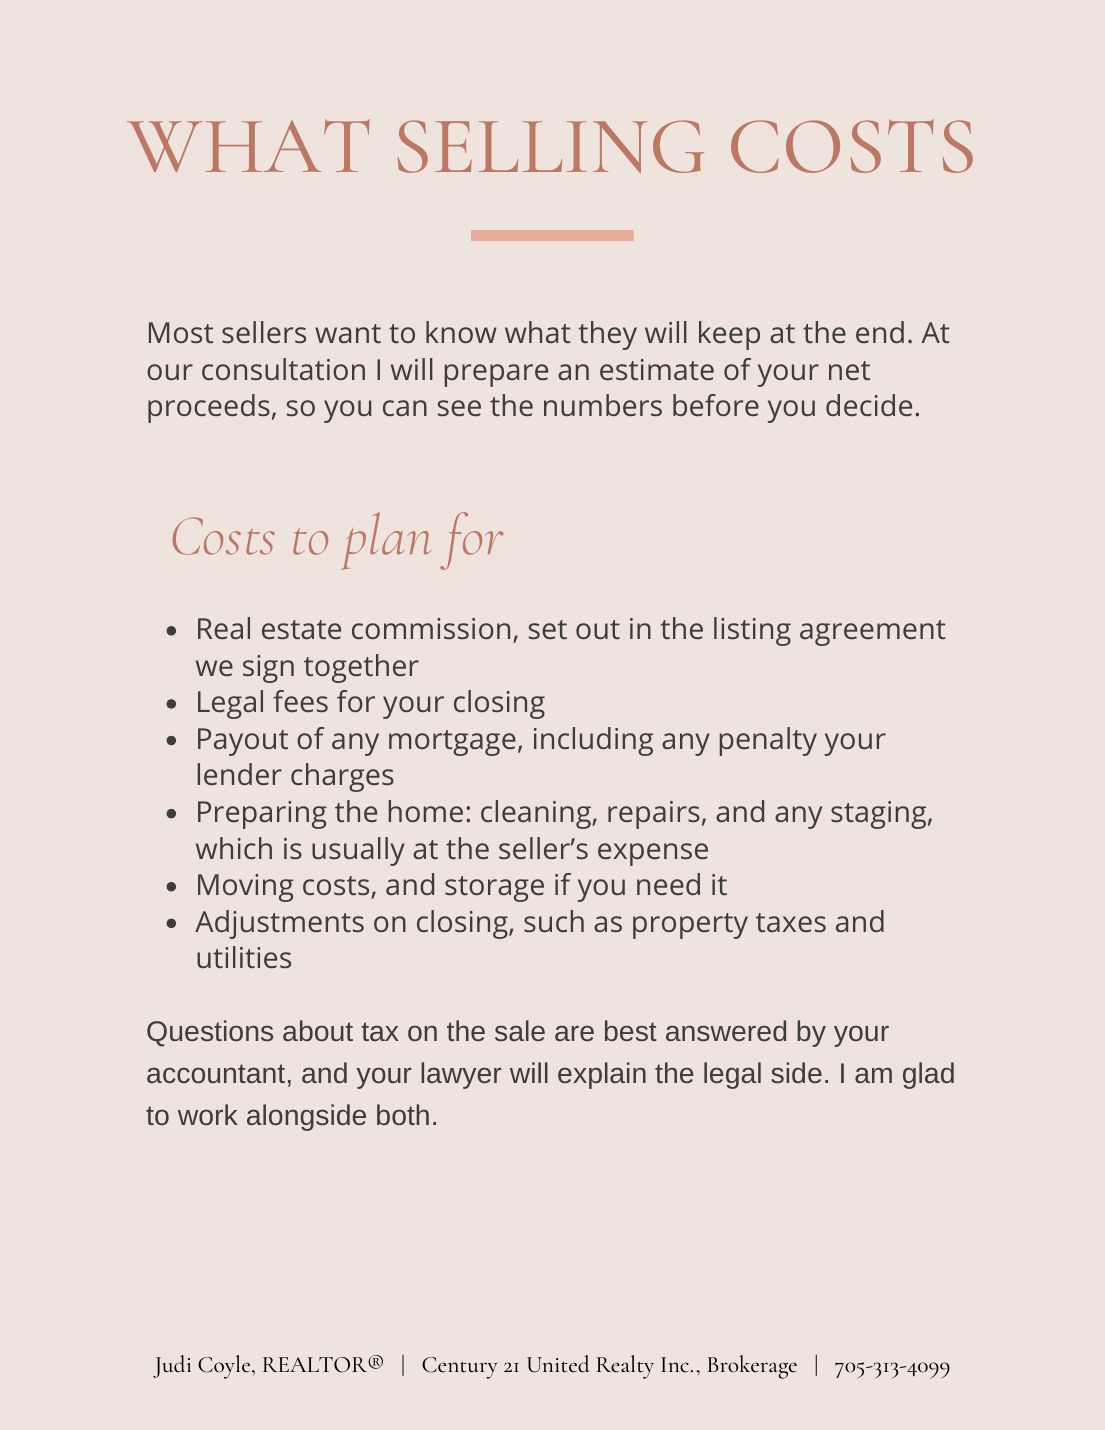 WHAT SELLING COSTS
Most sellers want to know what they will keep at the end. At
our consultation I will prepare an estimate of your net
proceeds, so you can see the numbers before you decide.
Costs to plan for
• Real estate commission, set out in the listing agreement
we sign together
• Legal fees for your closing
• Payout of any mortgage, including any penalty your
lender charges
• Preparing the home: cleaning, repairs, and any staging,
which is usually at the seller’s expense
• Moving costs, and storage if you need it
• Adjustments on closing, such as property taxes and
utilities
Questions about tax on the sale are best answered by your
accountant, and your lawyer will explain the legal side. I am glad
to work alongside both.
Judi Coyle, REALTOR® | Century 21 United Realty Inc., Brokerage | 705-313-4099